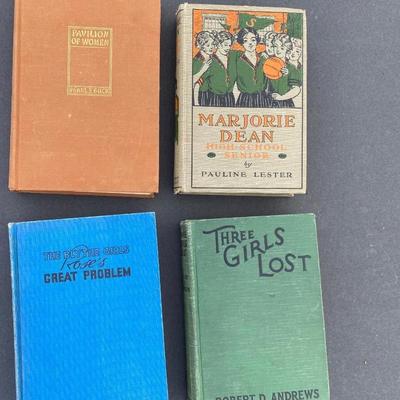 PAVILION
OF WOMEN
PEARL S. BUCK
MARJORIE
DEAN
HIGH SCHOOL
SENIOR
by
PAULINE LESTER
THE BLYTHE GIRLS
Rose's
GREAT PROBLEM
THREE
GIRLS
LOST
ROBERT D. ANDREWS